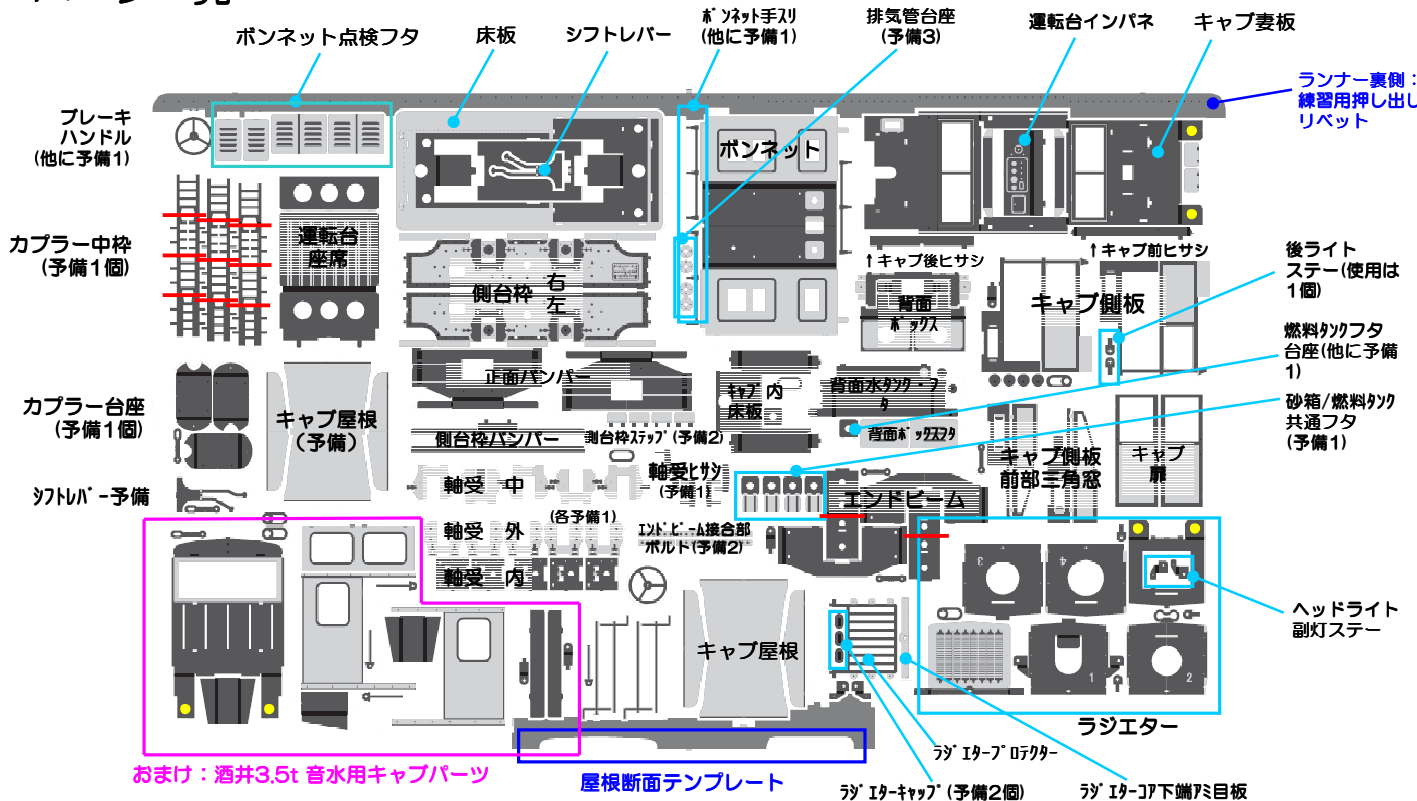 ボンネット点検フタ
床板
シフトレバー
ボンネット手スリ
(他に予備1)
排気管台座
(予備3)
運転台インパネ
キャブ妻板
ランナー裏側：
練習用押し出し
リベット
ブレーキ
ハンドル
(他に予備1)
ボンネット
カプラー中枠
(予備1個)
運転台
座席
側台枠
右
左
↑キャブ後ヒサシ
↑キャブ前ヒサシ
背面
ボックス
キャブ側板
後ライト
ステー(使用は
1個)
燃料タンクフタ
台座(他に予備
1)
砂箱/燃料タンク
共通フタ
(予備1)
カプラー台座
(予備1個)
キャブ屋根
(予備)
正面バンパー
側台枠バンパー
側台枠ステップ(予備2)
キャブ内
床板
背面水タンク・フ
タ
背面ボックスフタ
キャブ側板
前部三角窓
キャブ
扉
シフトレバー予備
軸受 中
軸受ヒサシ
(予備1)
(各予備1)
軸受 外
軸受 内
エンドビーム接合部
ボルト(予備2)
エンドビーム
3
4
1
2
ヘッドライト
副灯ステー
キャブ屋根
ラジエター
おまけ：酒井3.5t 音水用キャブパーツ
屋根断面テンプレート
ラジエタープロテクター
ラジエターキャップ(予備2個)
ラジエターコア下端アミ目板